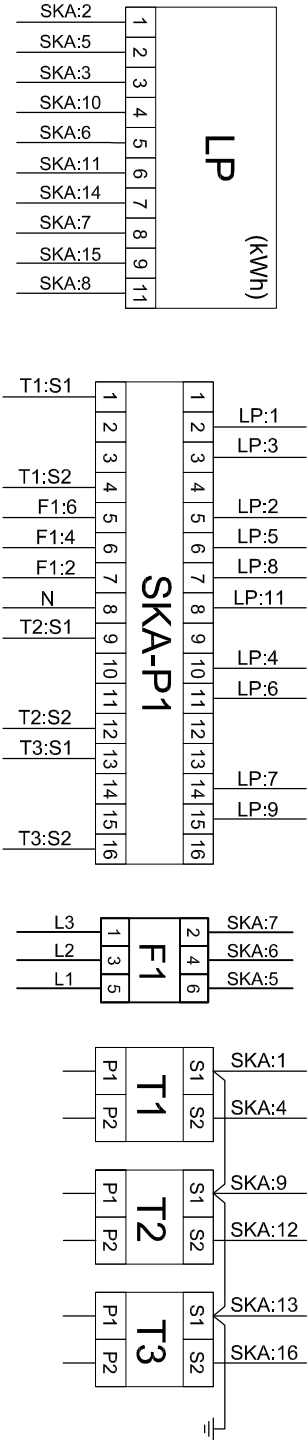 SKA:2 1
SKA:5 2
SKA:3 3
SKA:10 4
SKA:6 5
SKA:11 6
SKA:14 7
SKA:7 8
SKA:15 9
SKA:8 11
LP
(kWh)
T1:S1 1 1
2 2 LP:1
3 3 LP:3
T1:S2 4 4
F1:6 5 5 LP:2
F1:4 6 6 LP:5
F1:2 7 7 LP:8
N 8 8 LP:11
T2:S1 9 9
10 10 LP:4
11 11 LP:6
T2:S2 12 12
T3:S1 13 13
14 14 LP:7
15 15 LP:9
T3:S2 16 16
SKA-P1
L3 1 2 SKA:7
L2 3 4 SKA:6
L1 5 6 SKA:5
F1
P1 S1 SKA:1
P2 S2 SKA:4
T1
P1 S1 SKA:9
P2 S2 SKA:12
T2
P1 S1 SKA:13
P2 S2 SKA:16
T3